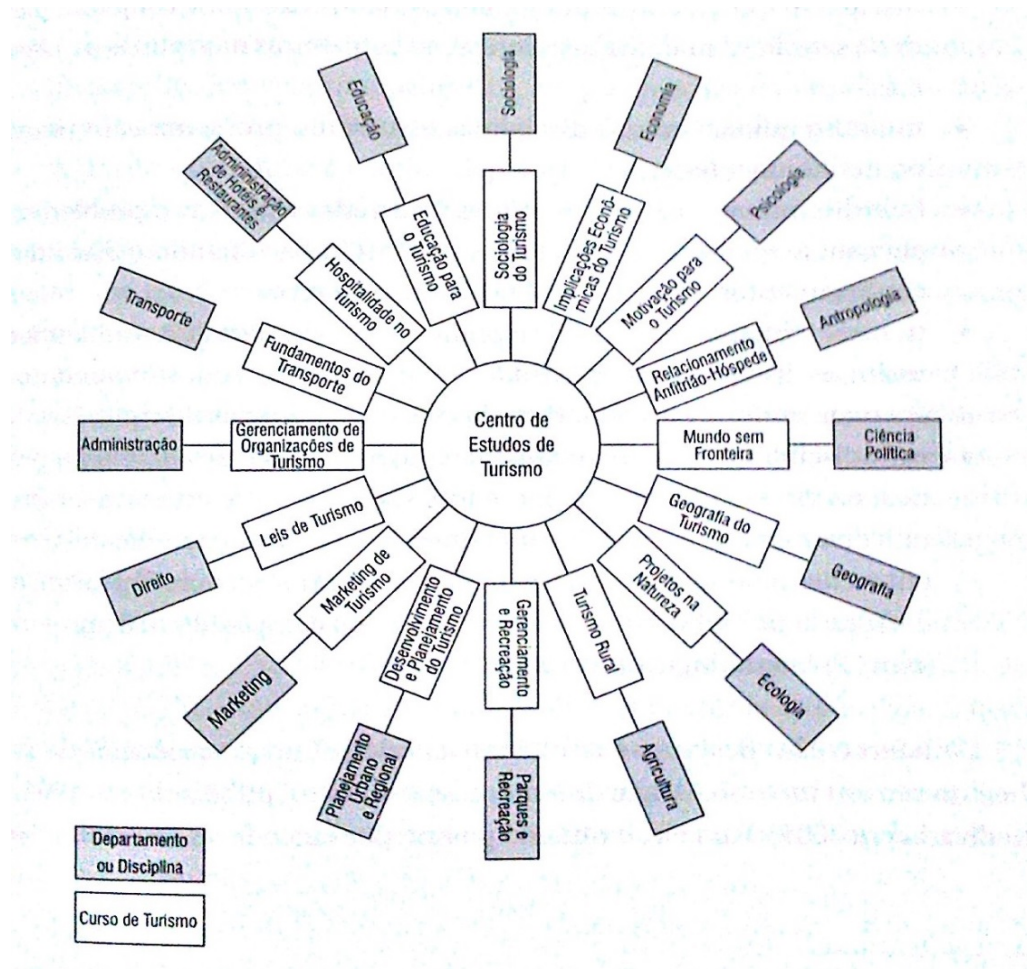 Centro de
Estudos de
Turismo
Sociologia
Sociologia
do Turismo
Economia
Implicações Econô-
micas do Turismo
Psicologia
Motivação para
o Turismo
Antropologia
Relacionamento
Anfitrião-Hóspede
Ciência
Política
Mundo sem
Fronteira
Geografia
Geografia do
Turismo
Ecologia
Projetos na
Natureza
Agricultura
Turismo Rural
Parques e
Recreação
Gerenciamento
e Recreação
Planejamento
Umano
e Regional
Desenvolvimento
e Planejamento
do Turismo
Marketing
Marketing de
Turismo
Direito
Leis de Turismo
Administração
Gerenciamento de
Organizações de
Turismo
Transporte
Fundamentos do
Transporte
Administração
de Hotéis e
Restaurantes
Hospitalidade no
Turismo
Educação
Educação para
o Turismo
Departamento
ou Disciplina
Curso de Turismo